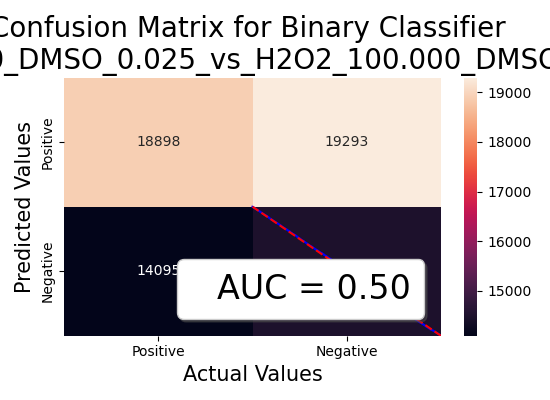 Confusion Matrix for Binary Classifier
0_DMSO_0.025_vs_H2O2_100.000_DMSO
Predicted Values
Positive
Negative
18898
19293
14095
AUC = 0.50
Positive
Negative
Actual Values
19000
18000
17000
16000
15000